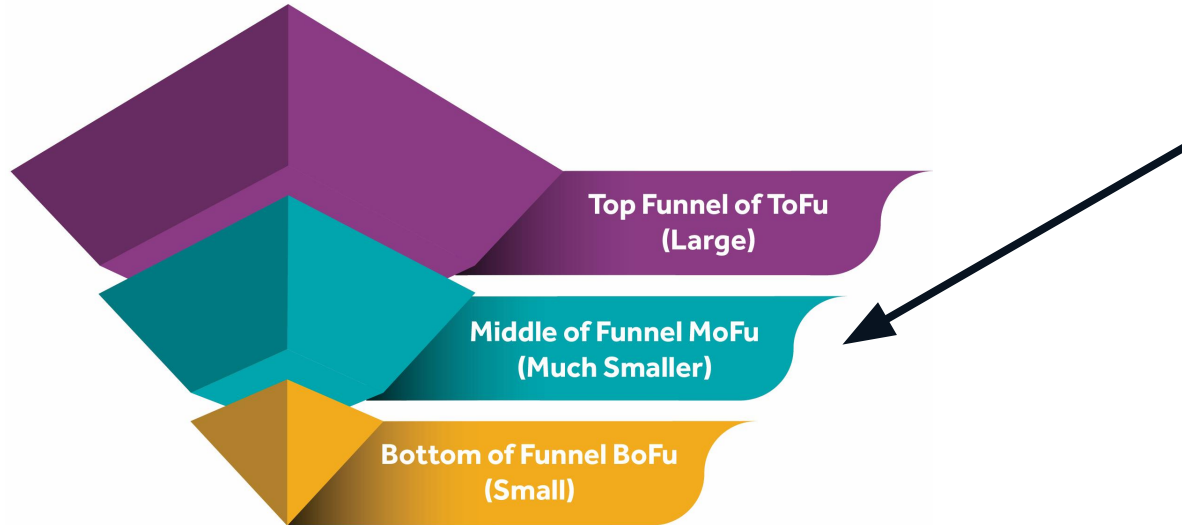 Top Funnel of ToFu
(Large)
Middle of Funnel MoFu
(Much Smaller)
Bottom of Funnel BoFu
(Small)